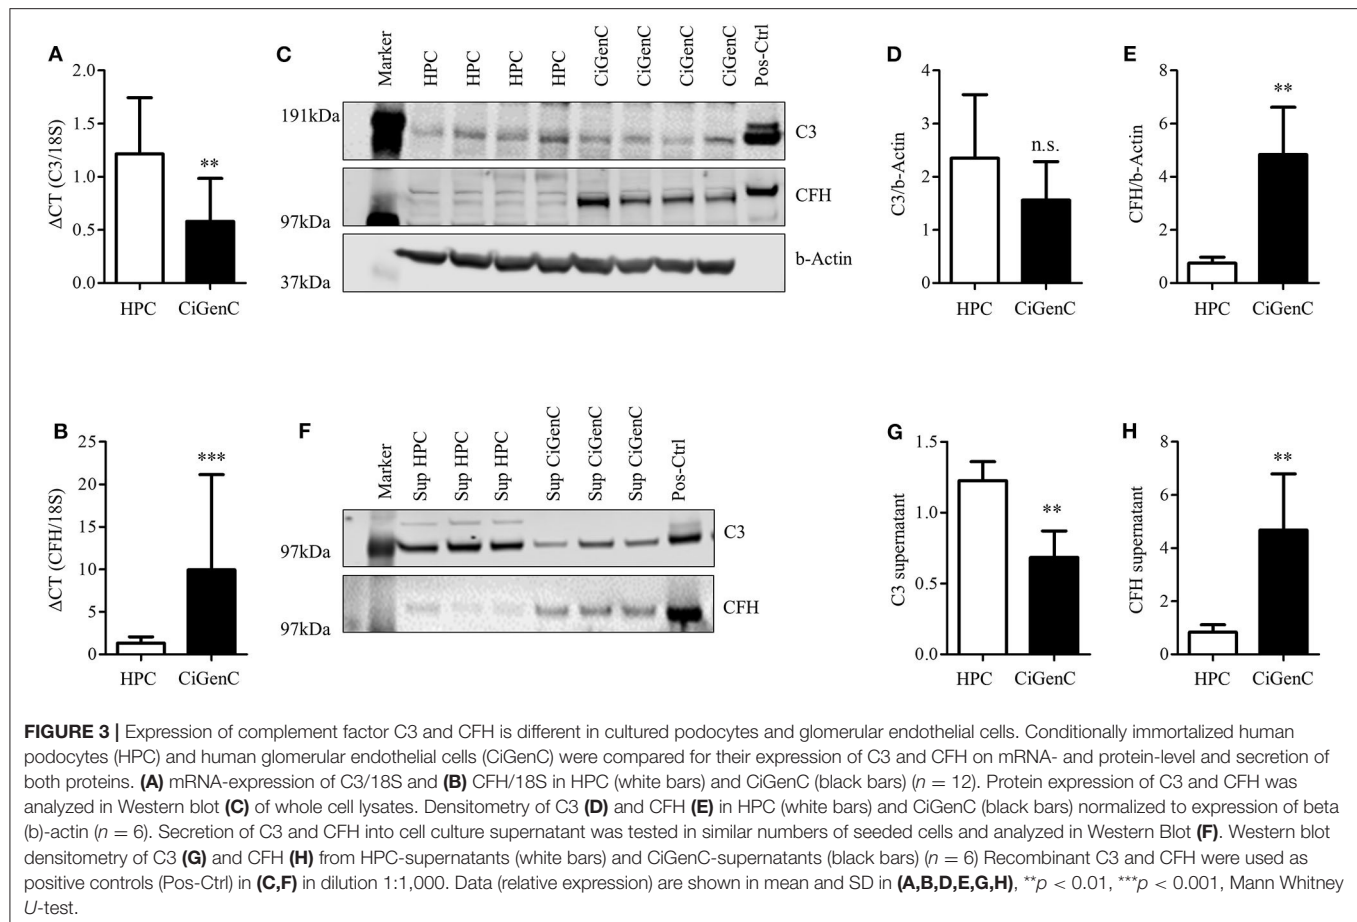 A
2.0
1.5
1.0
0.5
0.0
ΔCT (C3/18S)
**
HPC
CiGenC
C
Marker
HPC
HPC
HPC
HPC
CiGenC
CiGenC
CiGenC
CiGenC
Pos-Ctrl
191kDa
C3
CFH
97kDa
b-Actin
37kDa
D
4
3
2
1
0
C3/b-Actin
n.s.
HPC
CiGenC
E
8
6
4
2
0
CFH/b-Actin
**
HPC
CiGenC
B
25
20
15
10
5
0
ΔCT (CFH/18S)
***
HPC
CiGenC
F
Marker
Sup HPC
Sup HPC
Sup HPC
Sup CiGenC
Sup CiGenC
Sup CiGenC
Pos-Ctrl
C3
97kDa
CFH
97kDa
G
1.5
1.0
0.5
0.0
C3 supernatant
**
HPC
CiGenC
H
8
6
4
2
0
CFH supernatant
**
HPC
CiGenC
FIGURE 3 | Expression of complement factor C3 and CFH is different in cultured podocytes and glomerular endothelial cells. Conditionally immortalized human
podocytes (HPC) and human glomerular endothelial cells (CiGenC) were compared for their expression of C3 and CFH on mRNA- and protein-level and secretion of
both proteins. (A) mRNA-expression of C3/18S and (B) CFH/18S in HPC (white bars) and CiGenC (black bars) (n = 12). Protein expression of C3 and CFH was
analyzed in Western blot (C) of whole cell lysates. Densitometry of C3 (D) and CFH (E) in HPC (white bars) and CiGenC (black bars) normalized to expression of beta
(b)-actin (n = 6). Secretion of C3 and CFH into cell culture supernatant was tested in similar numbers of seeded cells and analyzed in Western Blot (F). Western blot
densitometry of C3 (G) and CFH (H) from HPC-supernatants (white bars) and CiGenC-supernatants (black bars) (n = 6) Recombinant C3 and CFH were used as
positive controls (Pos-Ctrl) in (C,F) in dilution 1:1,000. Data (relative expression) are shown in mean and SD in (A,B,D,E,G,H), **p < 0.01, ***p < 0.001, Mann Whitney
U-test.